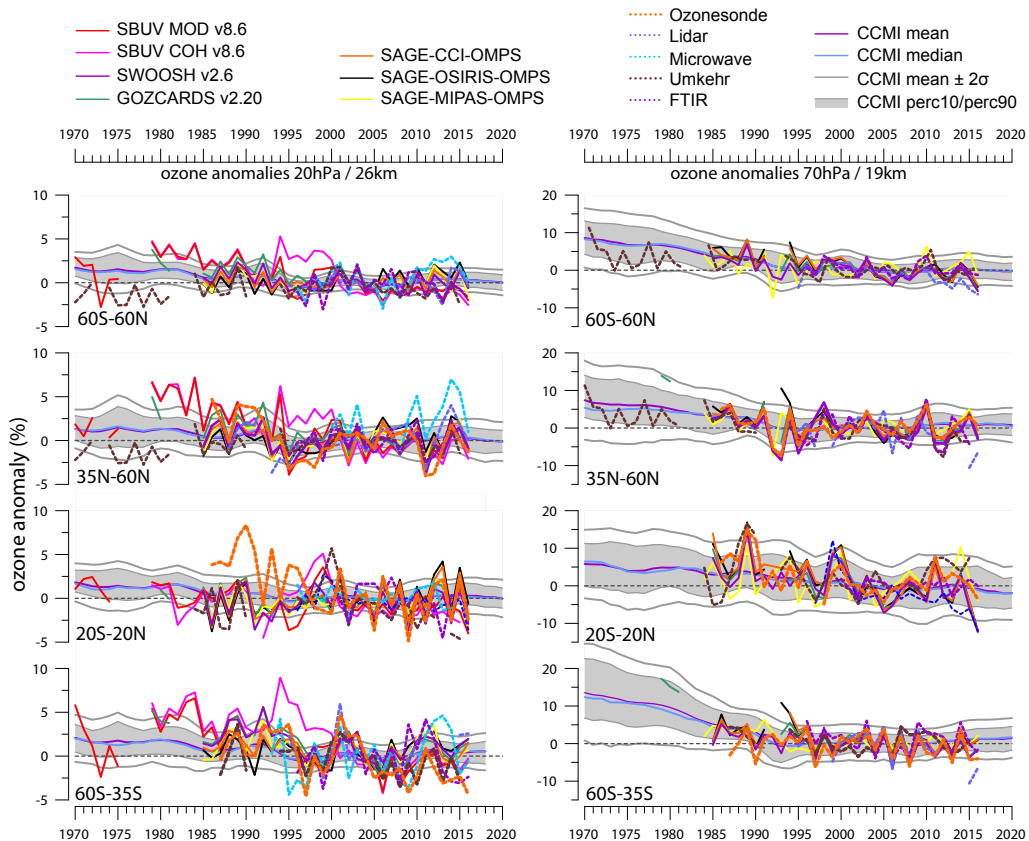 SBUV MOD v8.6
SBUV COH v8.6
SWOOSH v2.6
GOZCARDS v2.20
SAGE-CCI-OMPS
SAGE-OSIRIS-OMPS
SAGE-MIPAS-OMPS
Ozonesonde
Lidar
Microwave
Umkehr
FTIR
CCMI mean
CCMI median
CCMI mean ± 2σ
CCMI perc10/perc90
1970 1975 1980 1985 1990 1995 2000 2005 2010 2015 2020
1970 1975 1980 1985 1990 1995 2000 2005 2010 2015 2020
ozone anomalies 20hPa / 26km
ozone anomalies 70hPa / 19km
ozone anomaly (%)
10
5
0
-5
60S-60N
20
10
0
-10
60S-60N
10
5
0
-5
35N-60N
20
10
0
-10
35N-60N
10
5
0
-5
20S-20N
20
10
0
-10
20S-20N
10
5
0
-5
60S-35S
20
10
0
-10
60S-35S
1970 1975 1980 1985 1990 1995 2000 2005 2010 2015 2020
1970 1975 1980 1985 1990 1995 2000 2005 2010 2015 2020